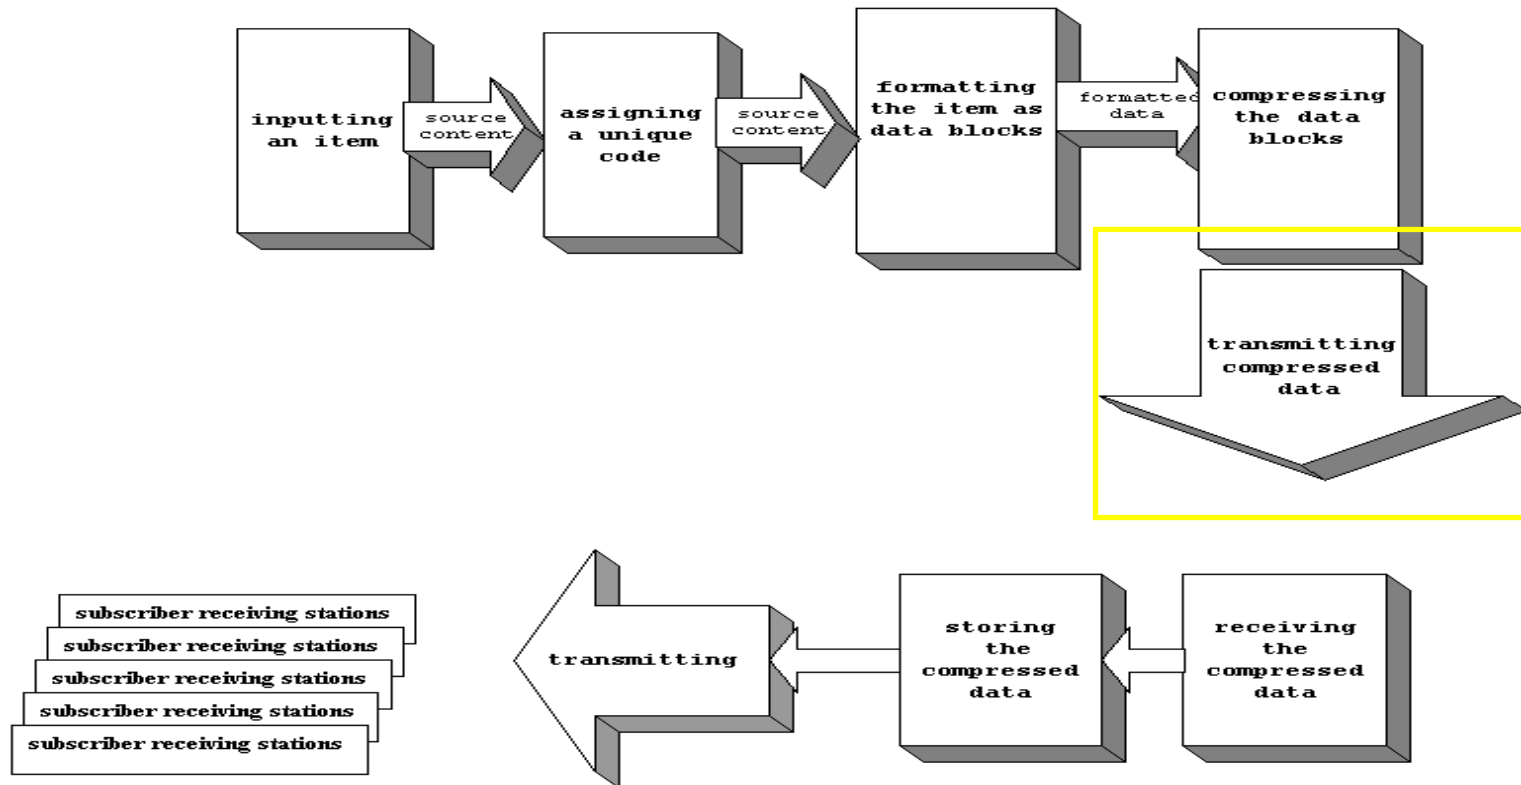 inputting
an item
source
content
assigning
a unique
code
source
content
formatting
the item as
data blocks
formatted
data
compressing
the data
blocks
transmitting
compressed
data
receiving
the
compressed
data
storing
the
compressed
data
transmitting
subscriber receiving stations
subscriber receiving stations
subscriber receiving stations
subscriber receiving stations
subscriber receiving stations